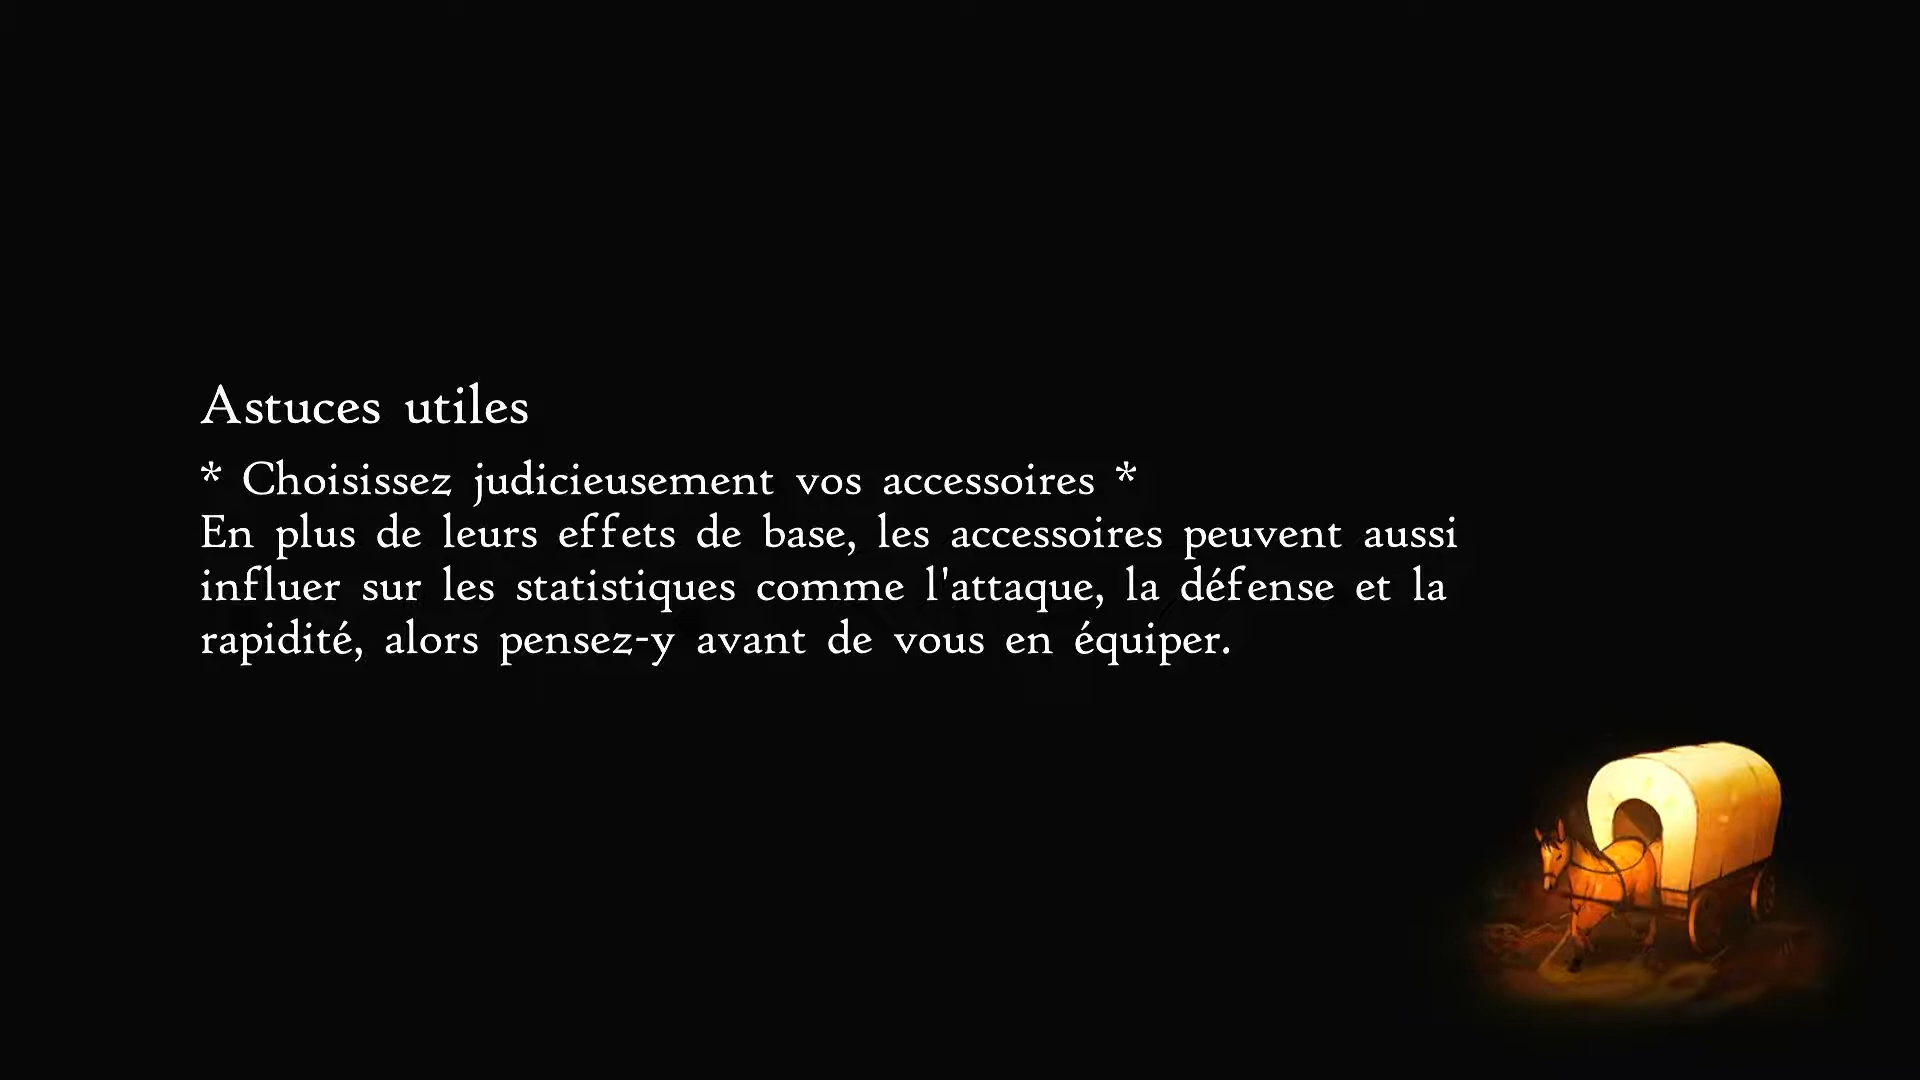 Astuces utiles
* Choisissez judicieusement vos accessoires *
En plus de leurs effets de base, les accessoires peuvent aussi
influer sur les statistiques comme l'attaque, la défense et la
rapidité, alors pensez-y avant de vous en équiper.